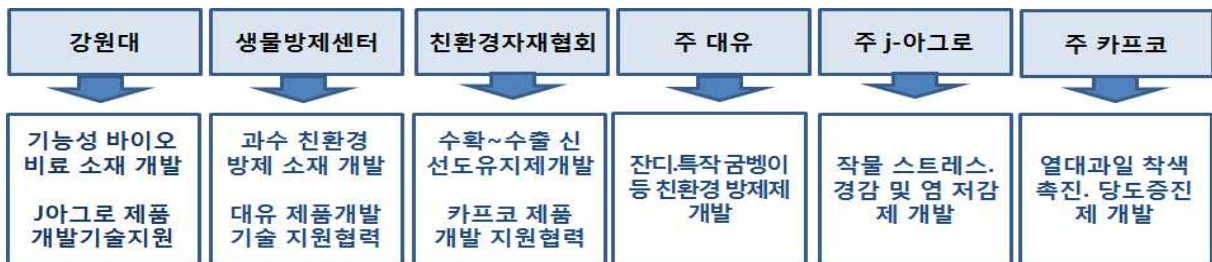 강원대
생물방제센터
친환경자재협회
주 대유
주 j-아그로
주 카프코
기능성 바이오
비료 소재 개발
J아그로 제품
개발기술지원
과수 친환경
방제 소재 개발
대유 제품개발
기술 지원협력
수확~수출 신
선도유지제개발
카프코 제품
개발 지원협력
잔디.특작 굼벵이
등 친환경 방제제
개발
작물 스트레스.
경감 및 염 저감
제 개발
열대과일 착색
촉진. 당도증진
제 개발